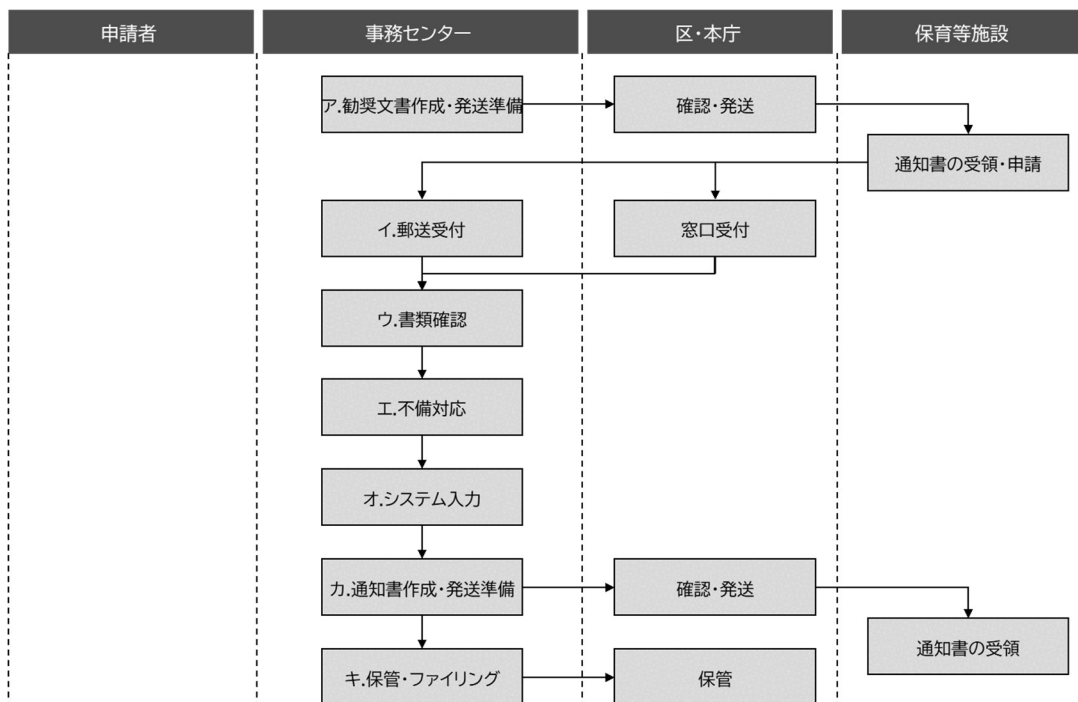 申請者
事務センター
区・本庁
保育等施設
ア.勧奨文書作成・発送準備
確認・発送
通知書の受領・申請
イ.郵送受付
窓口受付
ウ.書類確認
エ.不備対応
オ.システム入力
カ.通知書作成・発送準備
確認・発送
通知書の受領
キ.保管・ファイリング
保管